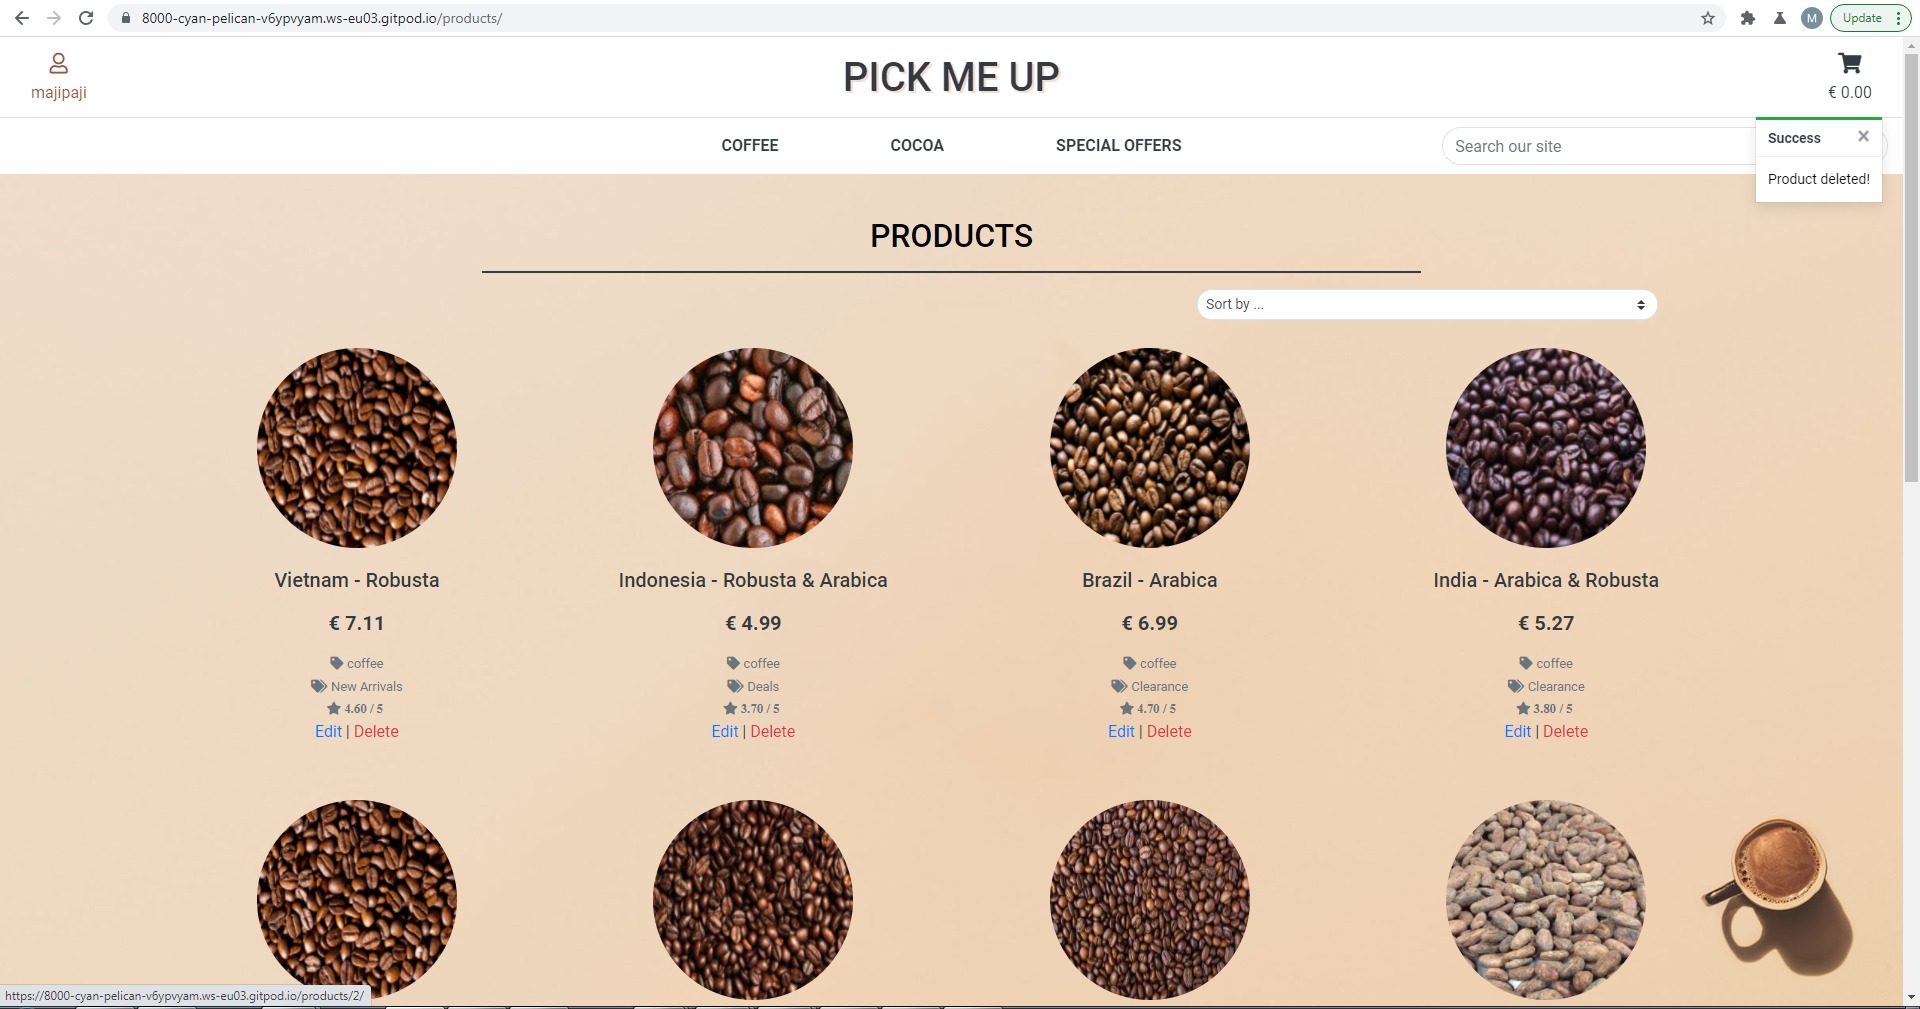 8000-cyan-pelican-v6ypvyam.ws-eu03.gitpod.io/products/
M
Update
majipaji
PICK ME UP
€ 0.00
COFFEE
COCOA
SPECIAL OFFERS
Search our site
Success
×
Product deleted!
PRODUCTS
Sort by ...
Vietnam - Robusta
€ 7.11
coffee
New Arrivals
4.60 / 5
Edit | Delete
Indonesia - Robusta & Arabica
€ 4.99
coffee
Deals
3.70 / 5
Edit | Delete
Brazil - Arabica
€ 6.99
coffee
Clearance
4.70 / 5
Edit | Delete
India - Arabica & Robusta
€ 5.27
coffee
Clearance
3.80 / 5
Edit | Delete
https://8000-cyan-pelican-v6ypvyam.ws-eu03.gitpod.io/products/2/